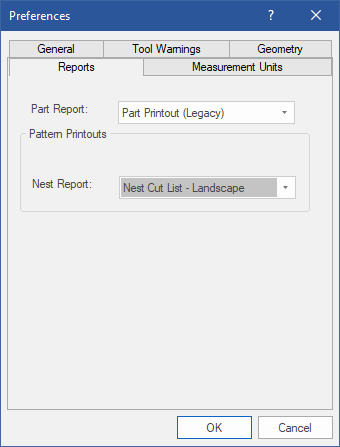 Preferences ?
General Tool Warnings Geometry
Reports Measurement Units
Part Report: Part Printout (Legacy)
Pattern Printouts
Nest Report: Nest Cut List - Landscape
OK Cancel